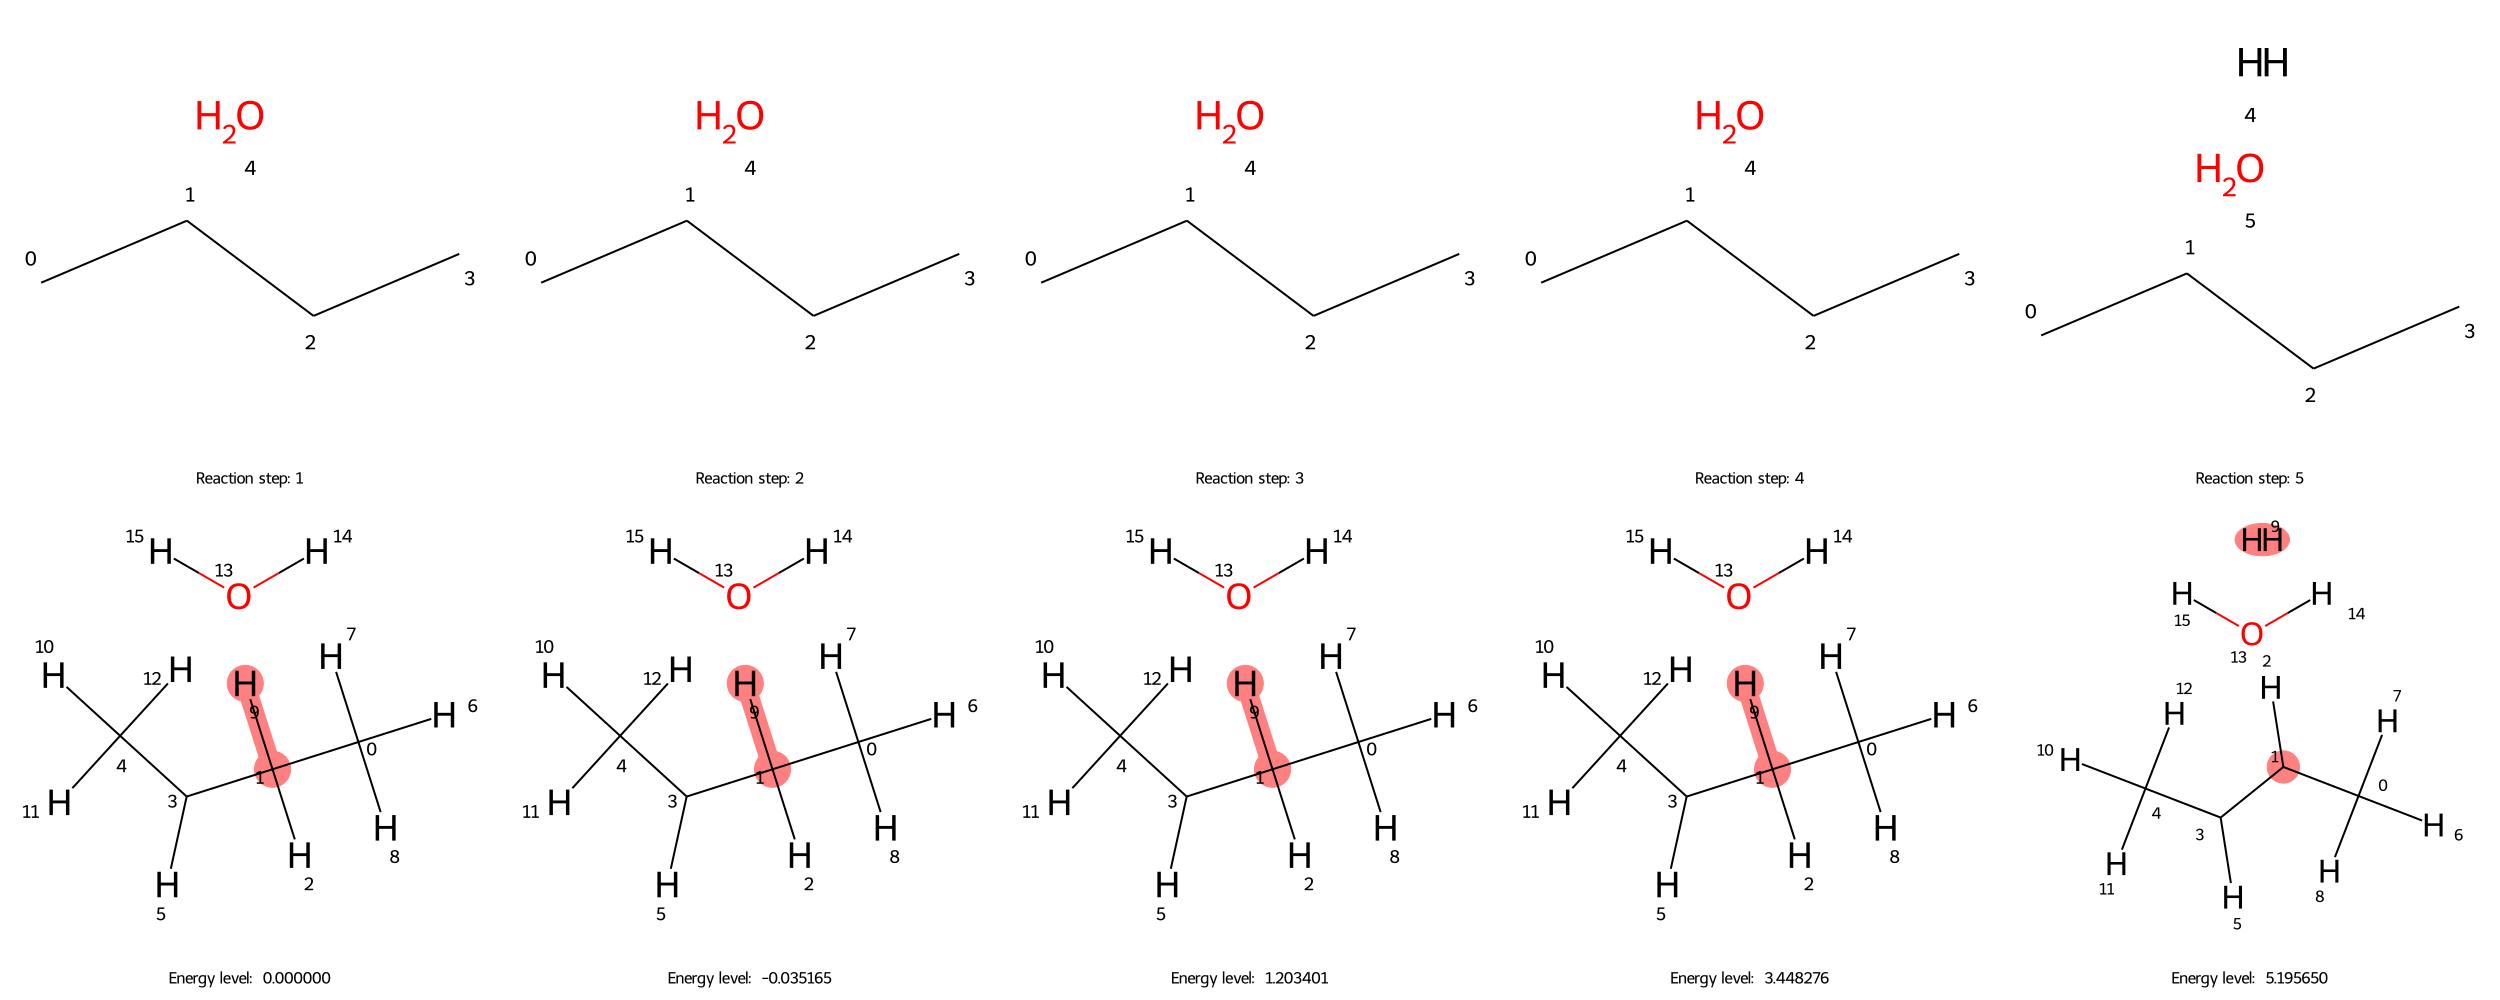 HH
4
H2O H2O H2O H2O H2O
4 4 4 4 5
1 1 1 1 1
0 0 0 0 0
3 3 3 3 3
2 2 2 2 2
Reaction step: 1 Reaction step: 2 Reaction step: 3 Reaction step: 4 Reaction step: 5
15 H H 14 15 H H 14 15 H H 14 15 H H 14 HH 9
13 13 13 13
O O O O H H
15 14
10 7 10 7 10 7 10 7 O
H 12 H H H 12 H H H 12 H H H 12 H H 13 2
H H H H 12 H 7
9 H 6 9 H 6 9 H 6 9 H 6 H H
0 0 0 0 10 H 1
4 1 4 1 4 1 4 1 0
11 H 3 11 H 3 11 H 3 11 H 3 4 3 H 6
H 8 H 8 H 8 H 8
H 2 H 2 H 2 H 2 H 11 H 8
H 5 H 5 H 5 H 5 H 5
Energy level: 0.000000 Energy level: -0.035165 Energy level: 1.203401 Energy level: 3.448276 Energy level: 5.195650